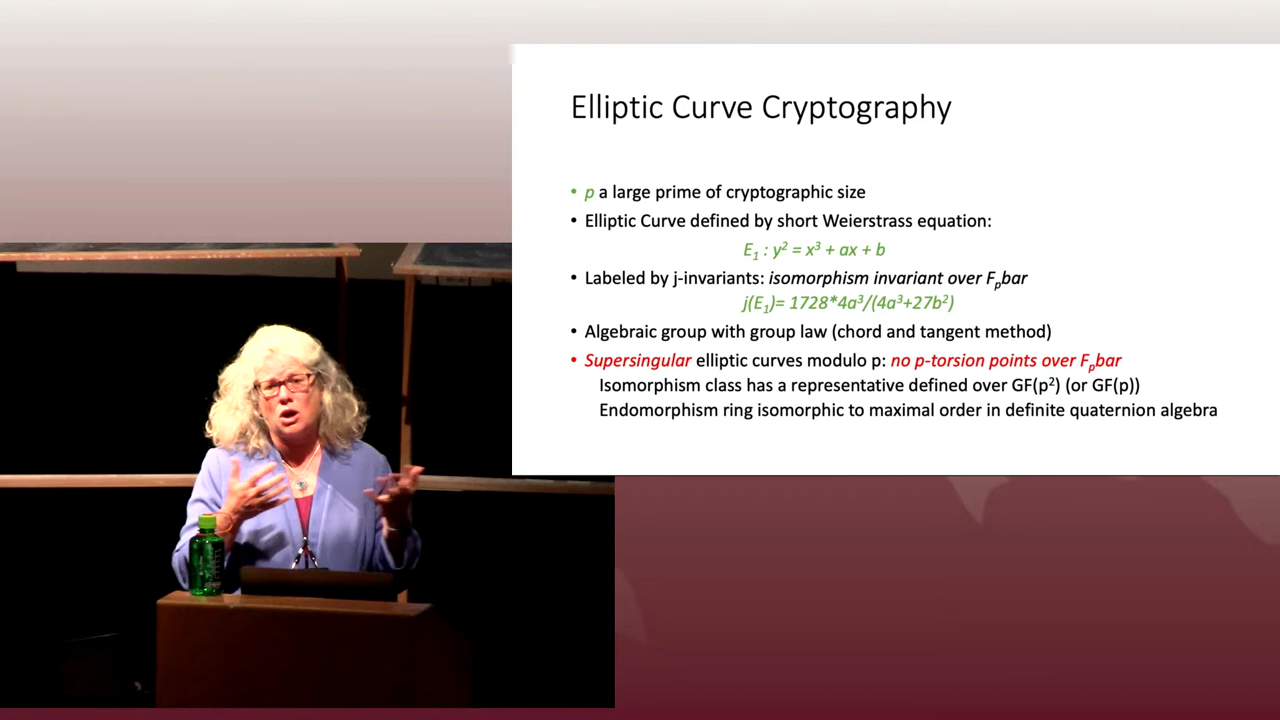 Elliptic Curve Cryptography
• p a large prime of cryptographic size
• Elliptic Curve defined by short Weierstrass equation:
E₁ : y² = x³ + ax + b
• Labeled by j-invariants: isomorphism invariant over Fₚbar
j(E₁)= 1728*4a³/(4a³+27b²)
• Algebraic group with group law (chord and tangent method)
• Supersingular elliptic curves modulo p: no p-torsion points over Fₚbar
Isomorphism class has a representative defined over GF(p²) (or GF(p))
Endomorphism ring isomorphic to maximal order in definite quaternion algebra